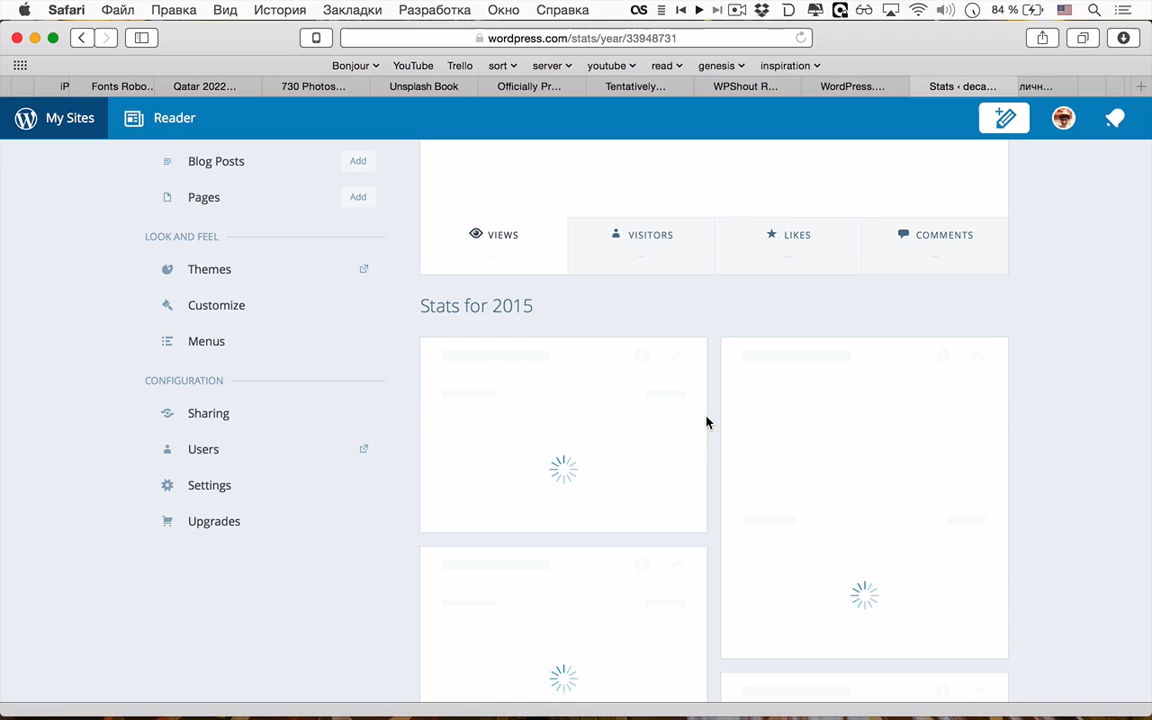 Safari Файл Правка Вид История Закладки Разработка Окно Справка 84 %
wordpress.com/stats/year/33948731
Bonjour YouTube Trello sort server youtube read genesis inspiration
iP Fonts Robo... Qatar 2022... 730 Photos... Unsplash Book Officially Pr... Tentatively... WPShout R... WordPress.... Stats ‹ deca... личн...
My Sites Reader
Blog Posts Add
Pages Add
LOOK AND FEEL
Themes
Customize
Menus
CONFIGURATION
Sharing
Users
Settings
Upgrades
VIEWS VISITORS LIKES COMMENTS
Stats for 2015